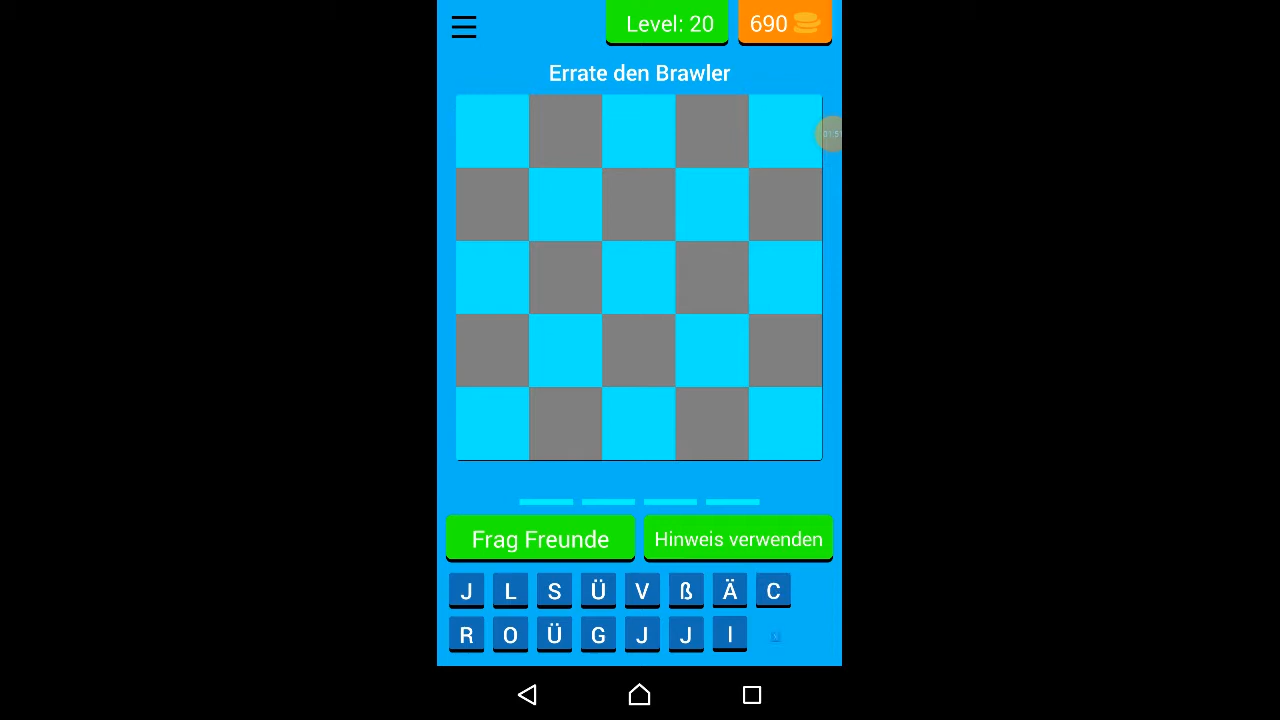 Level: 20
690
Errate den Brawler
Frag Freunde
Hinweis verwenden
J L S Ü V ß Ä C
R O Ü G J J I